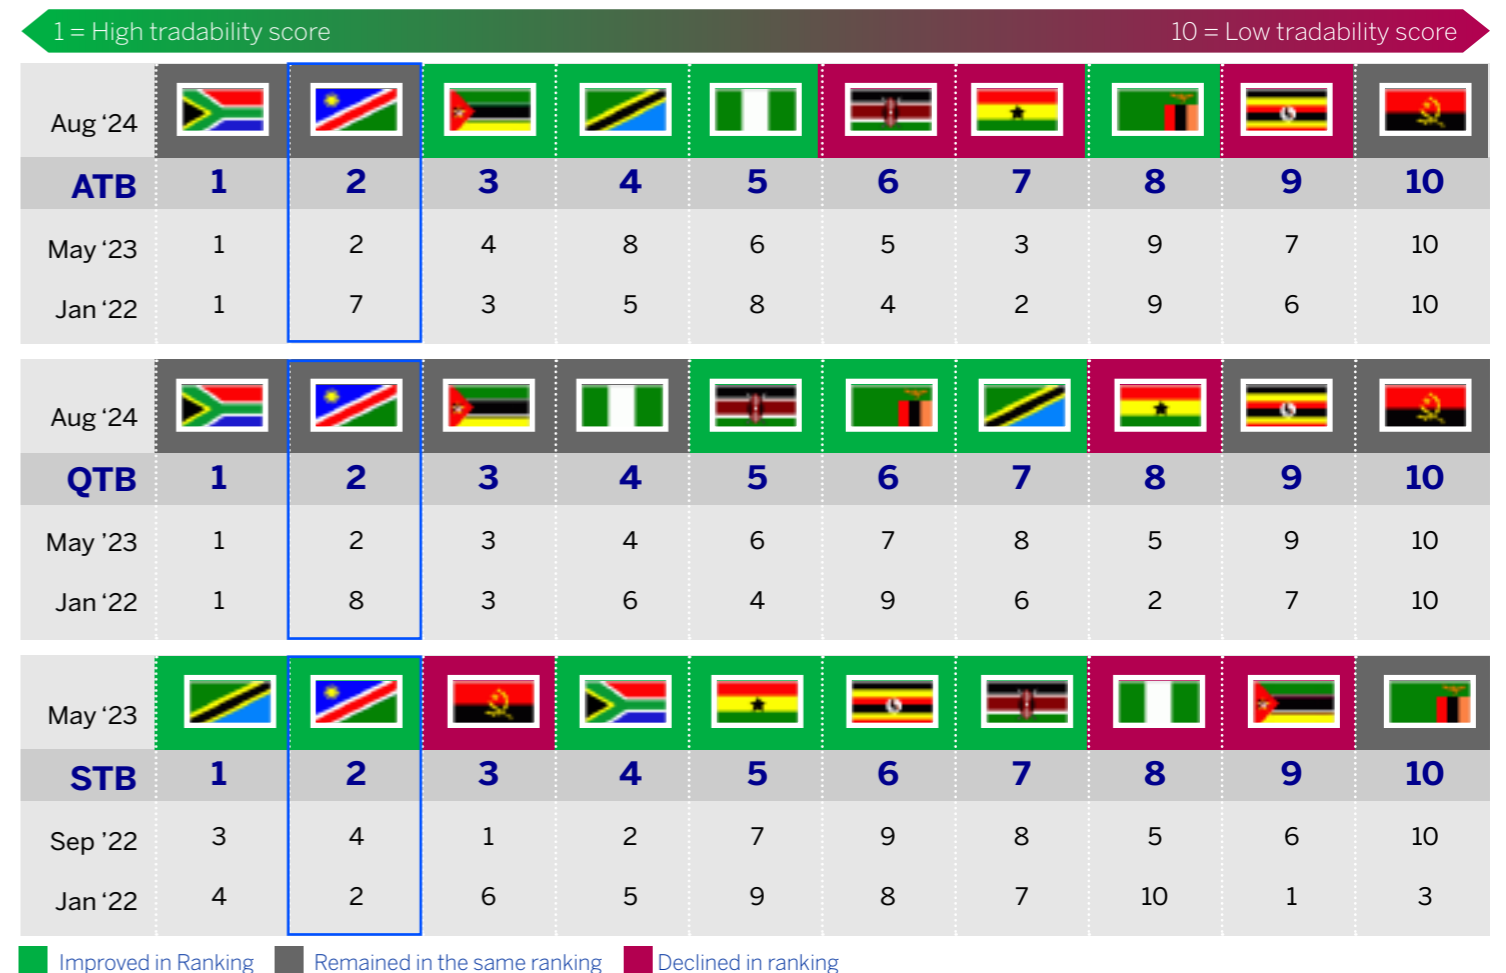 1 = High tradability score 10 = Low tradability score
Aug ‘24
ATB 1 2 3 4 5 6 7 8 9 10
May ‘23 1 2 4 8 6 5 3 9 7 10
Jan ‘22 1 7 3 5 8 4 2 9 6 10
Aug ‘24
QTB 1 2 3 4 5 6 7 8 9 10
May ’23 1 2 3 4 6 7 8 5 9 10
Jan ‘22 1 8 3 6 4 9 6 2 7 10
May ‘23
STB 1 2 3 4 5 6 7 8 9 10
Sep ’22 3 4 1 2 7 9 8 5 6 10
Jan ‘22 4 2 6 5 9 8 7 10 1 3
Improved in Ranking Remained in the same ranking Declined in ranking